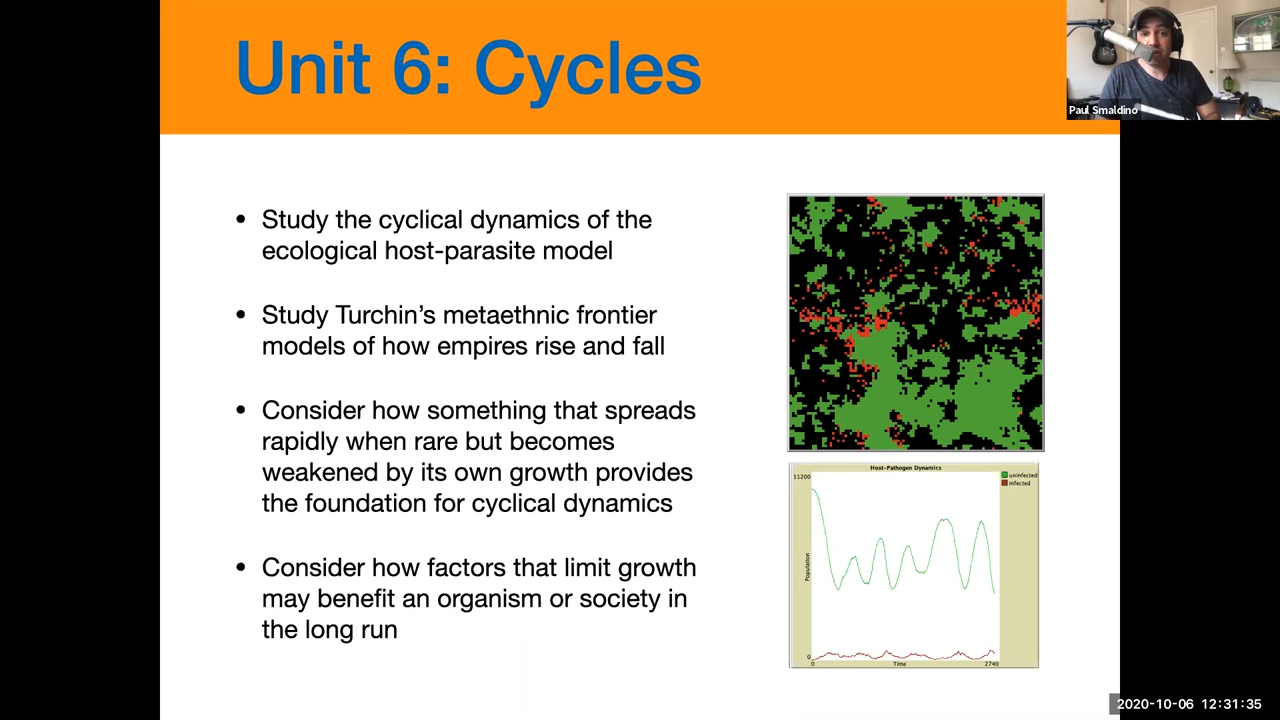 Unit 6: Cycles
Paul Smaldino
• Study the cyclical dynamics of the
ecological host-parasite model
• Study Turchin’s metaethnic frontier
models of how empires rise and fall
• Consider how something that spreads
rapidly when rare but becomes
weakened by its own growth provides
the foundation for cyclical dynamics
• Consider how factors that limit growth
may benefit an organism or society in
the long run
Host-Pathogen Dynamics
11200
uninfected
infected
Population
0
0
Time
2740
2020-10-06 12:31:35